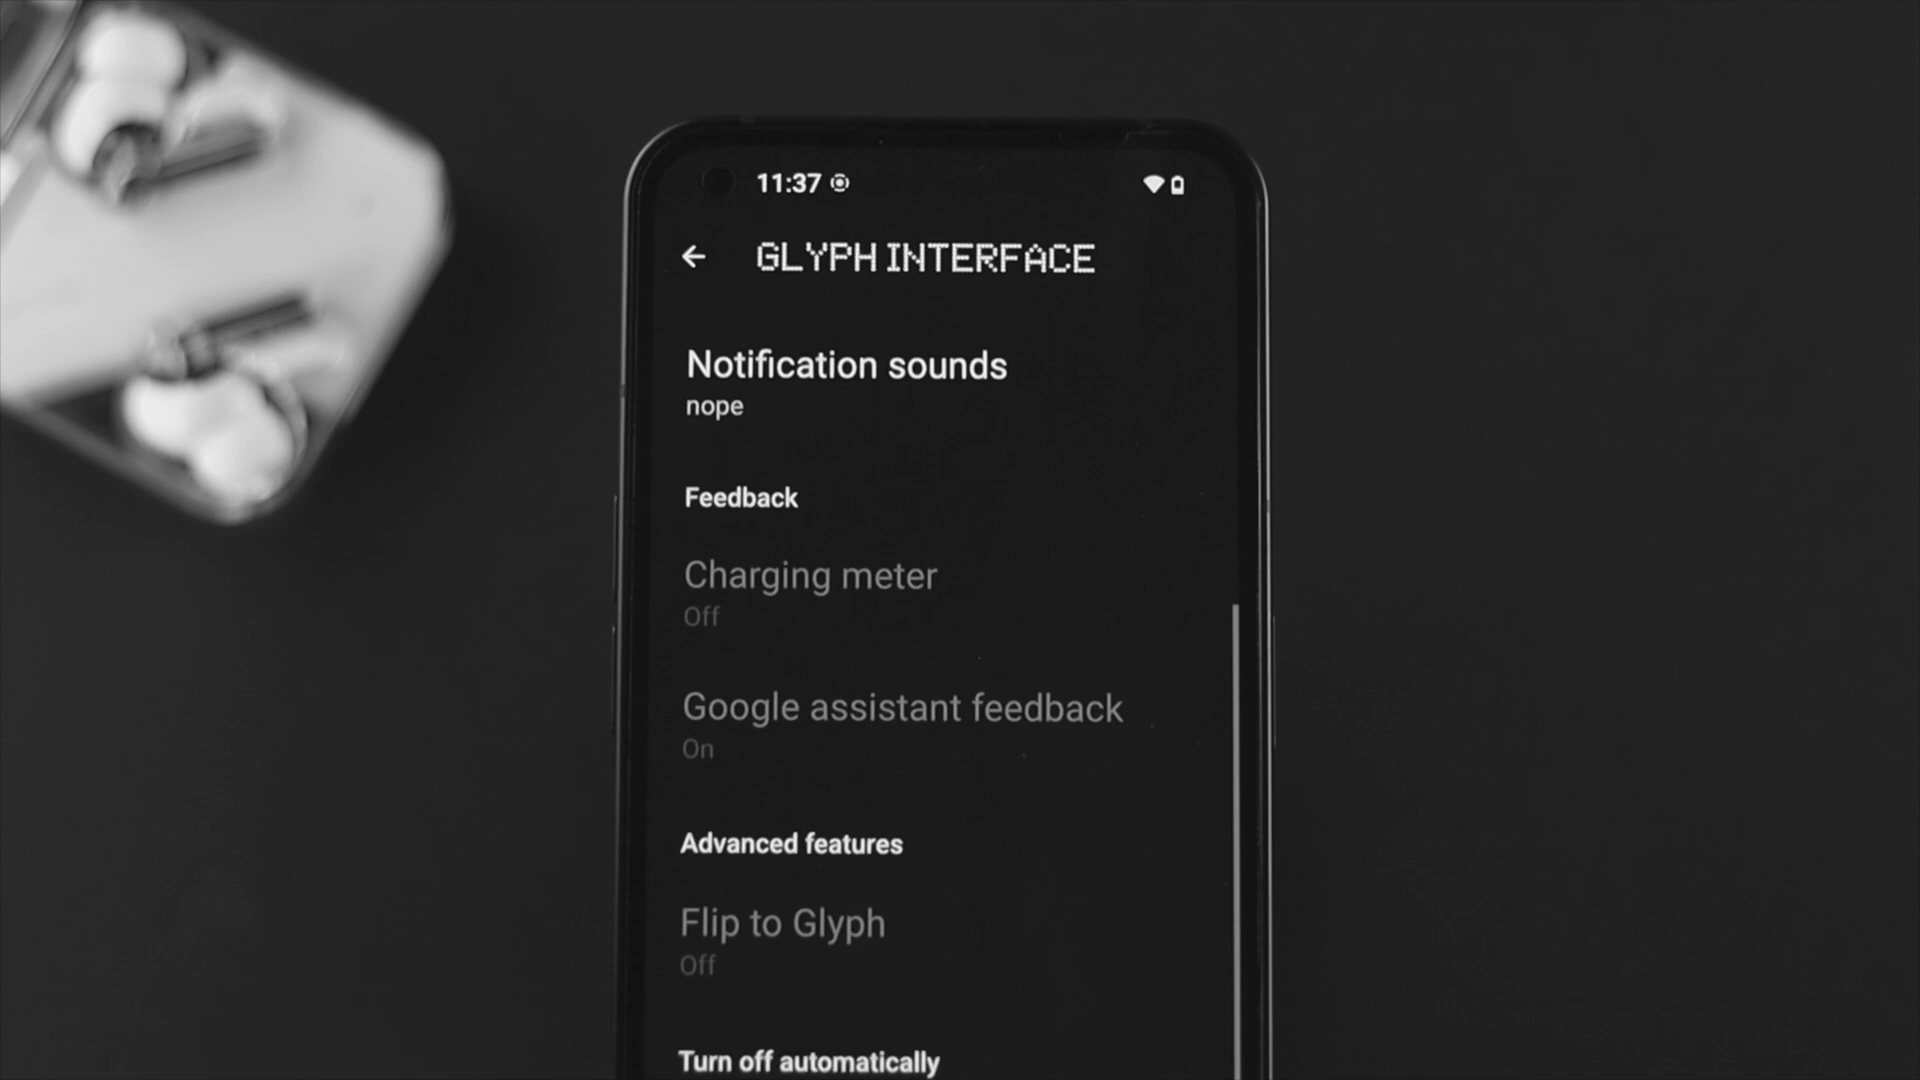 11:37
GLYPH INTERFACE
Notification sounds
nope
Feedback
Charging meter
Off
Google assistant feedback
On
Advanced features
Flip to Glyph
Off
Turn off automatically